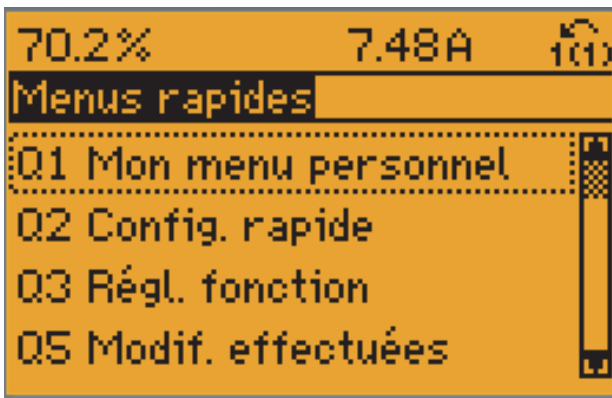 70.2% 7.48A 1(1)
Menus rapides
Q1 Mon menu personnel
Q2 Config. rapide
Q3 Régl. fonction
Q5 Modif. effectuées